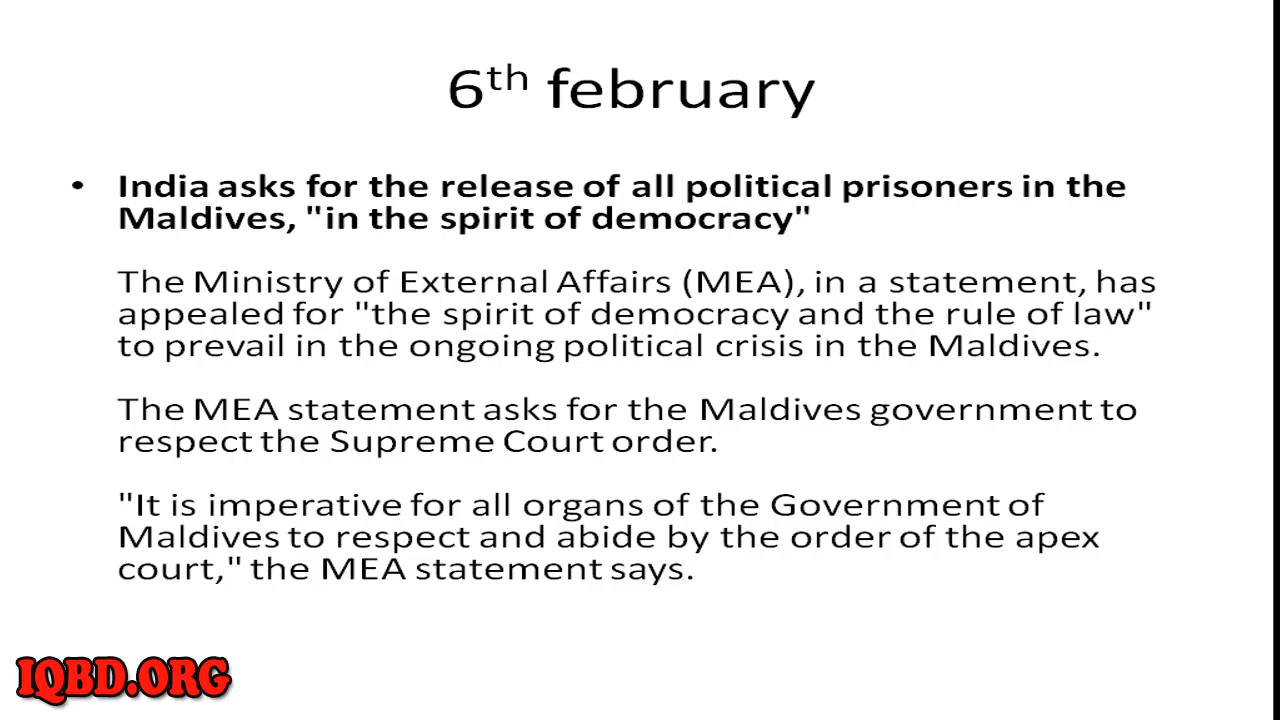 6th february
• India asks for the release of all political prisoners in the
Maldives, "in the spirit of democracy"
The Ministry of External Affairs (MEA), in a statement, has
appealed for "the spirit of democracy and the rule of law"
to prevail in the ongoing political crisis in the Maldives.
The MEA statement asks for the Maldives government to
respect the Supreme Court order.
"It is imperative for all organs of the Government of
Maldives to respect and abide by the order of the apex
court," the MEA statement says.
IQBD.ORG